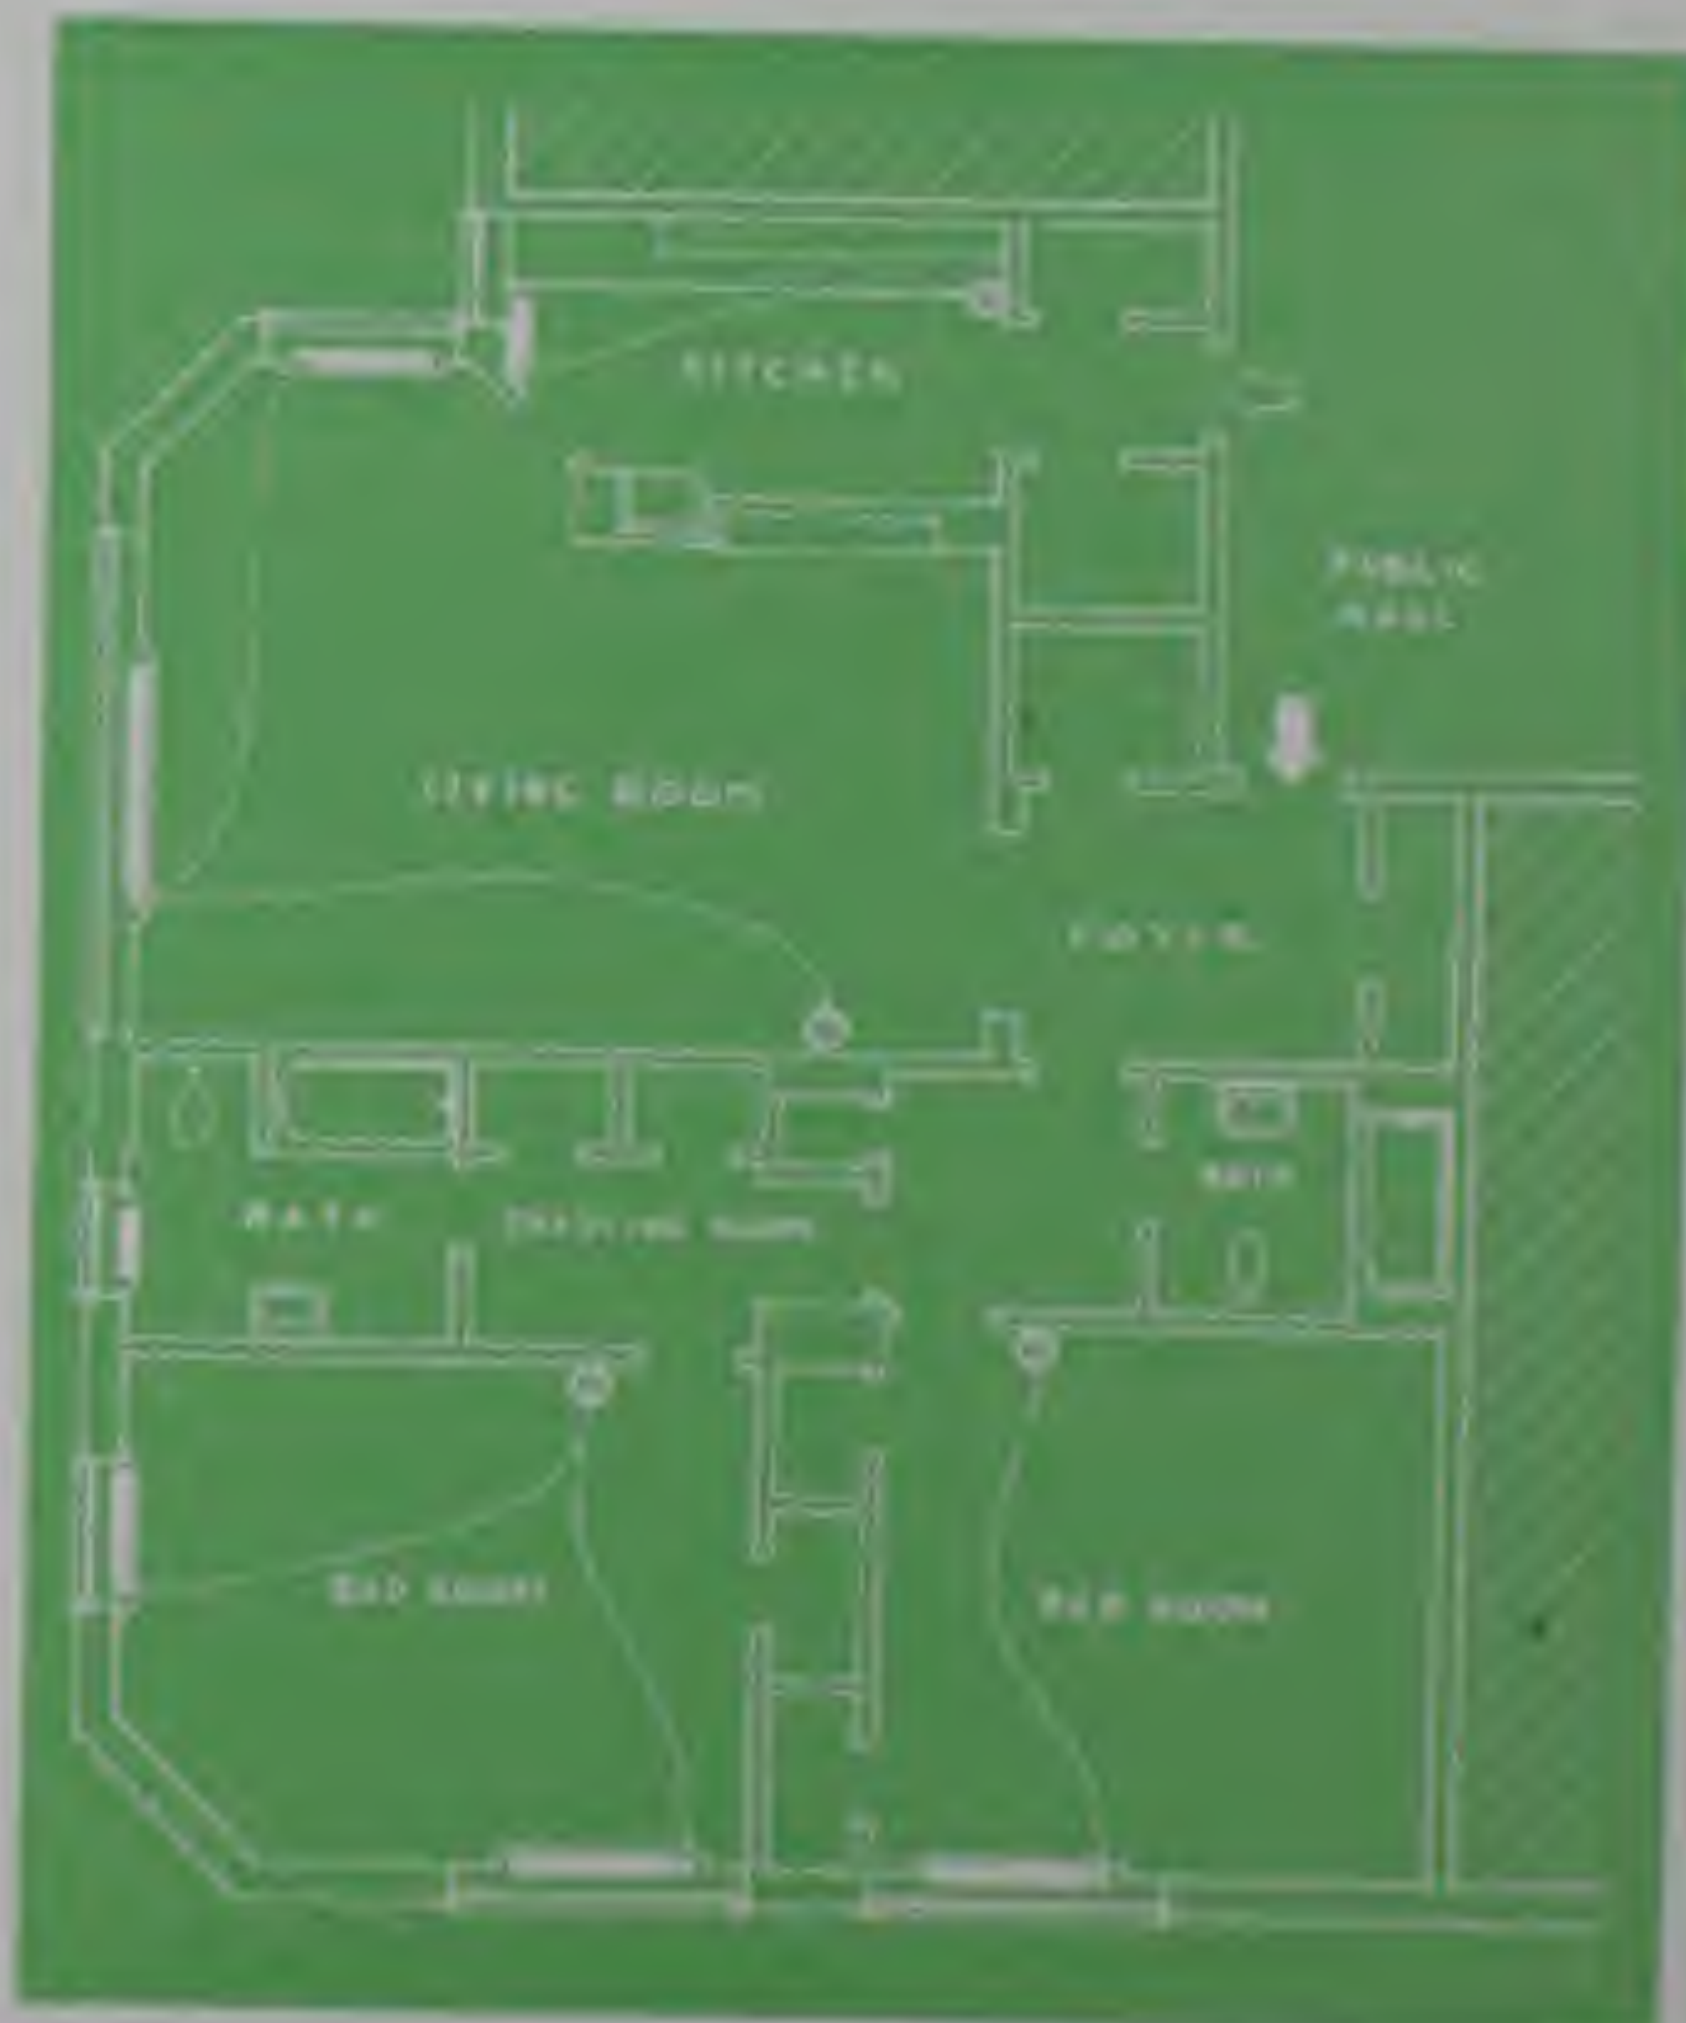 KITCHEN
PUBLIC
HALL
LIVING ROOM
FOYER
BATH
BATH
DRESSING ROOM
BED ROOM
BED ROOM